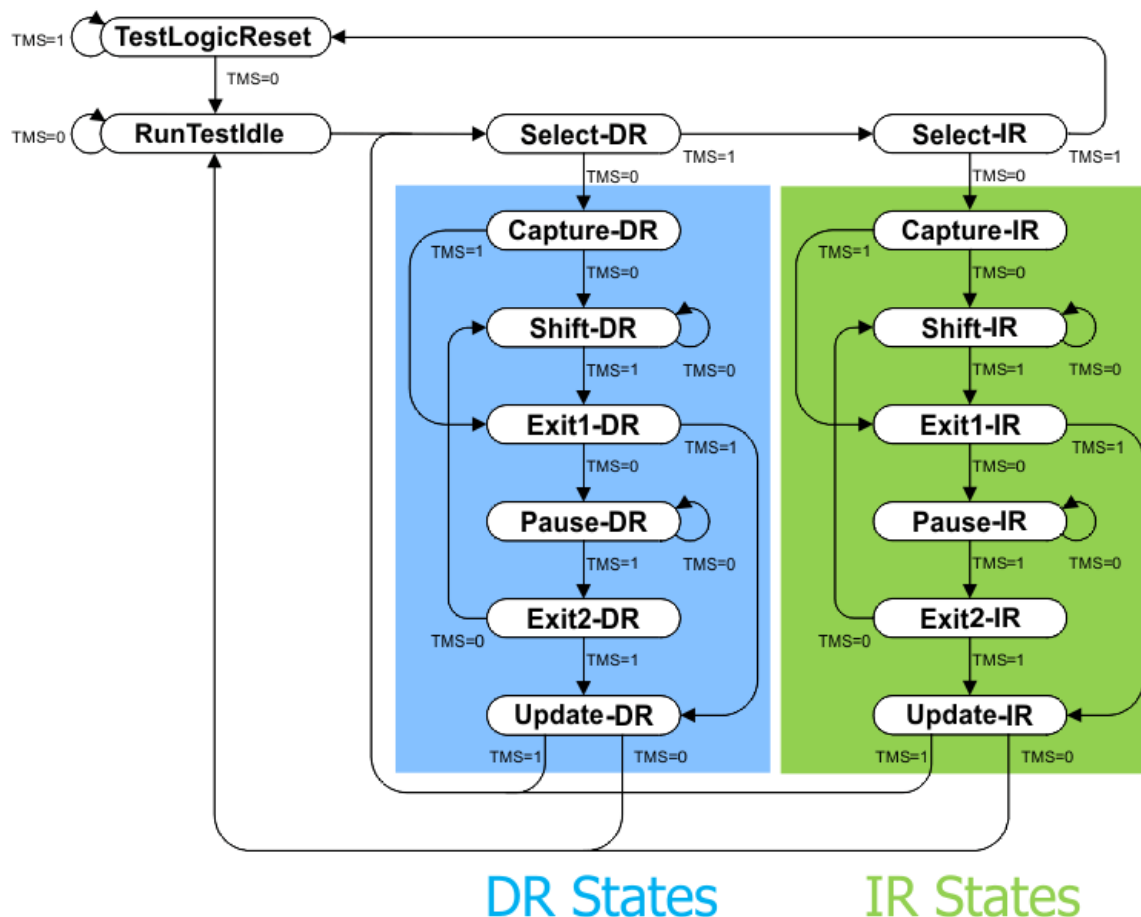 TestLogicReset
TMS=1
TMS=0
RunTestIdle
TMS=0
Select-DR
TMS=1
TMS=0
Select-IR
TMS=1
TMS=0
Capture-DR
TMS=1
TMS=0
Shift-DR
TMS=1
TMS=0
Exit1-DR
TMS=1
TMS=0
Pause-DR
TMS=1
TMS=0
Exit2-DR
TMS=0
TMS=1
Update-DR
TMS=1
TMS=0
Capture-IR
TMS=1
TMS=0
Shift-IR
TMS=1
TMS=0
Exit1-IR
TMS=1
TMS=0
Pause-IR
TMS=1
TMS=0
Exit2-IR
TMS=0
TMS=1
Update-IR
TMS=1
TMS=0
DR States
IR States